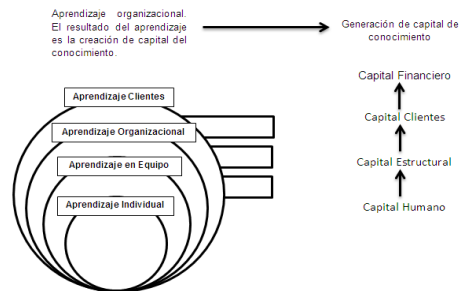 Aprendizaje organizacional.
El resultado del aprendizaje
es la creación de capital del
conocimiento.
Generación de capital de
conocimiento
Capital Financiero
Aprendizaje Clientes
Capital Clientes
Aprendizaje Organizacional
Aprendizaje en Equipo
Capital Estructural
Aprendizaje Individual
Capital Humano